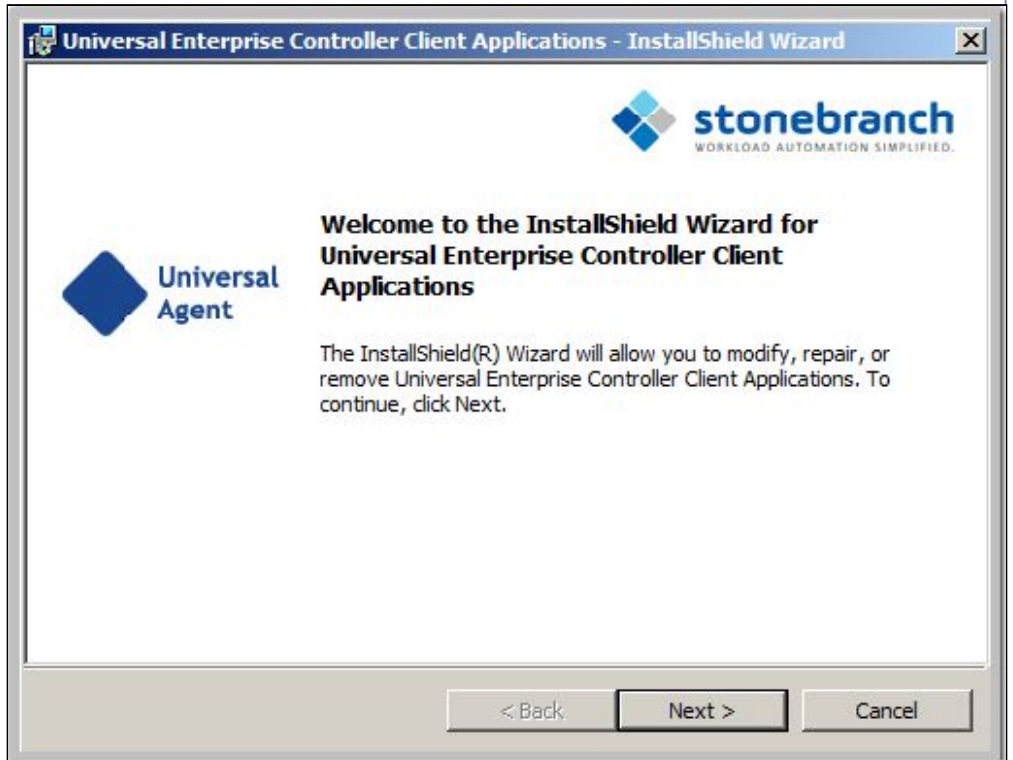 Universal Enterprise Controller Client Applications - InstallShield Wizard
stonebranch
WORKLOAD AUTOMATION SIMPLIFIED.
Universal
Agent
Welcome to the InstallShield Wizard for
Universal Enterprise Controller Client
Applications
The InstallShield(R) Wizard will allow you to modify, repair, or
remove Universal Enterprise Controller Client Applications. To
continue, click Next.
< Back
Next >
Cancel